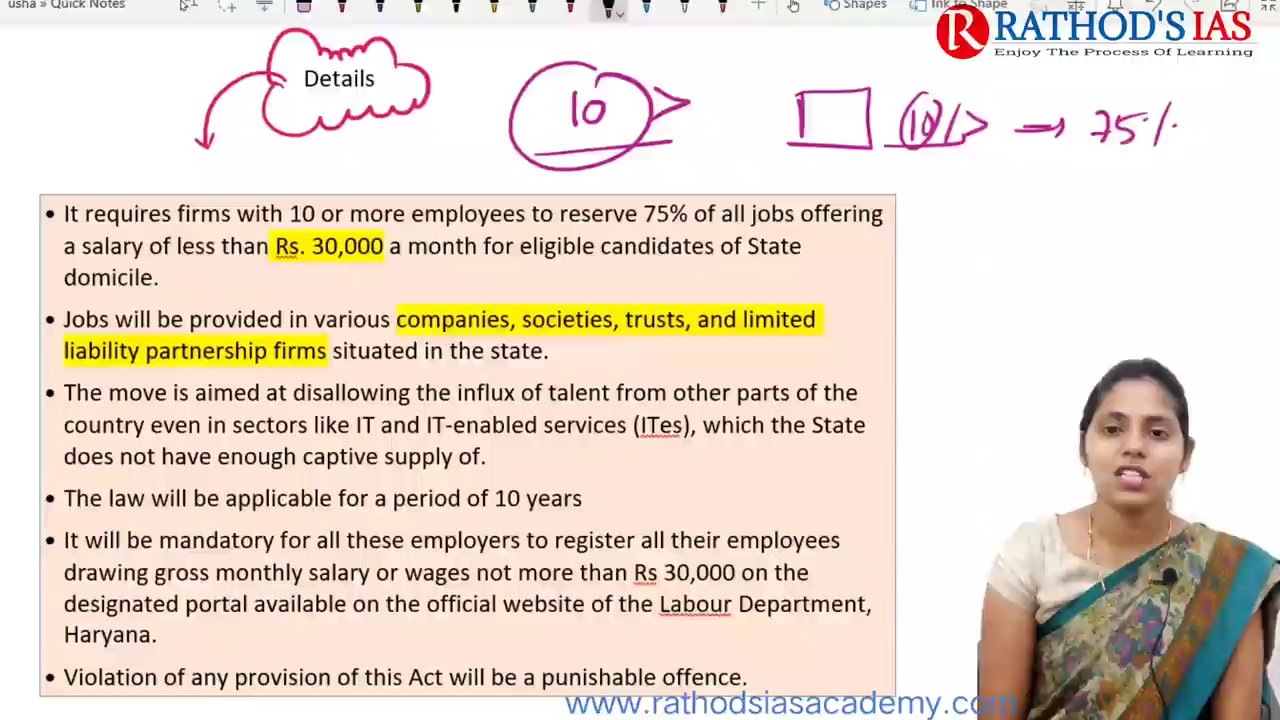 usha » Quick Notes
Shapes
Ink to Shape
RATHOD'S IAS
Enjoy The Process Of Learning
Details
10 >
10 > ⇒ 75%
• It requires firms with 10 or more employees to reserve 75% of all jobs offering
a salary of less than Rs. 30,000 a month for eligible candidates of State
domicile.
• Jobs will be provided in various companies, societies, trusts, and limited
liability partnership firms situated in the state.
• The move is aimed at disallowing the influx of talent from other parts of the
country even in sectors like IT and IT-enabled services (ITes), which the State
does not have enough captive supply of.
• The law will be applicable for a period of 10 years
• It will be mandatory for all these employers to register all their employees
drawing gross monthly salary or wages not more than Rs 30,000 on the
designated portal available on the official website of the Labour Department,
Haryana.
• Violation of any provision of this Act will be a punishable offence.
www.rathodsiasacademy.com